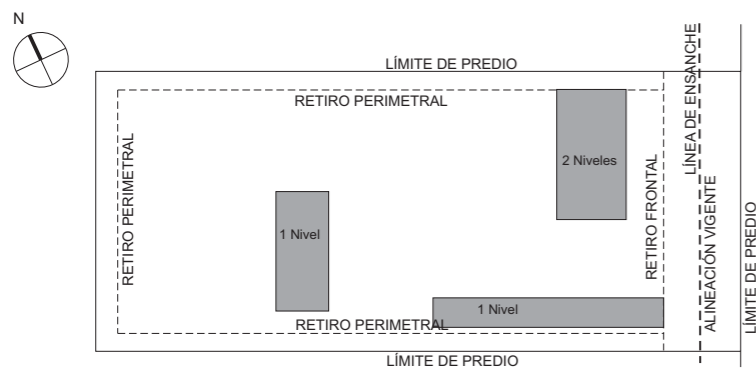 N
LÍMITE DE PREDIO
RETIRO PERIMETRAL
LÍNEA DE ENSANCHE
2 Niveles
RETIRO PERIMETRAL
RETIRO FRONTAL
ALINEACIÓN VIGENTE
LÍMITE DE PREDIO
1 Nivel
1 Nivel
RETIRO PERIMETRAL
LÍMITE DE PREDIO